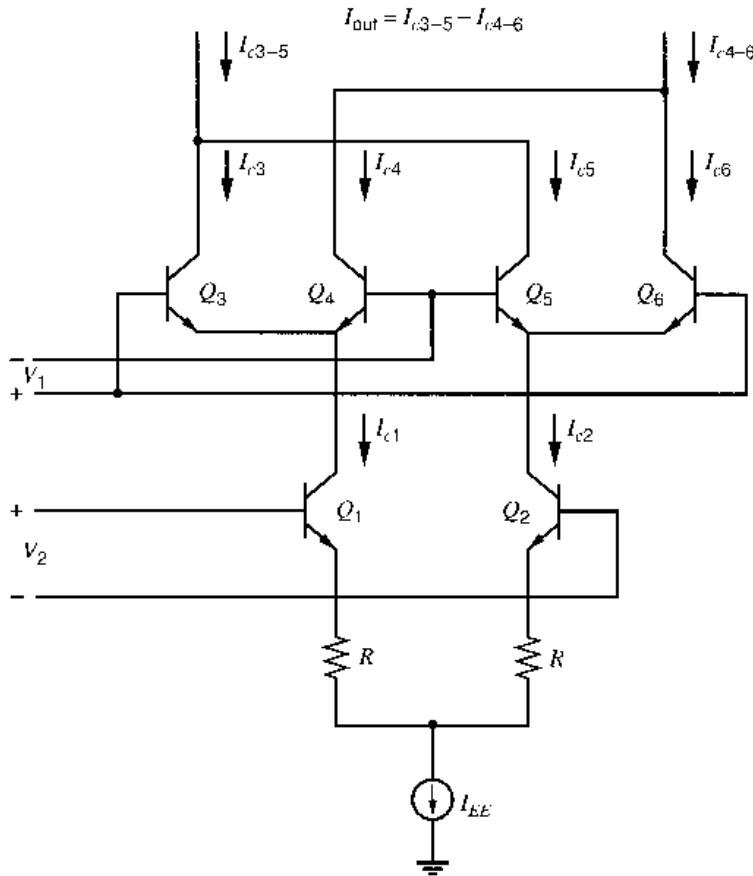 I_out = I_c3–5 − I_c4–6
I_c3–5
I_c4–6
I_c3
I_c4
I_c5
I_c6
Q_3
Q_4
Q_5
Q_6
−
V_1
+
I_c1
I_c2
+
Q_1
Q_2
V_2
−
R
R
I_EE